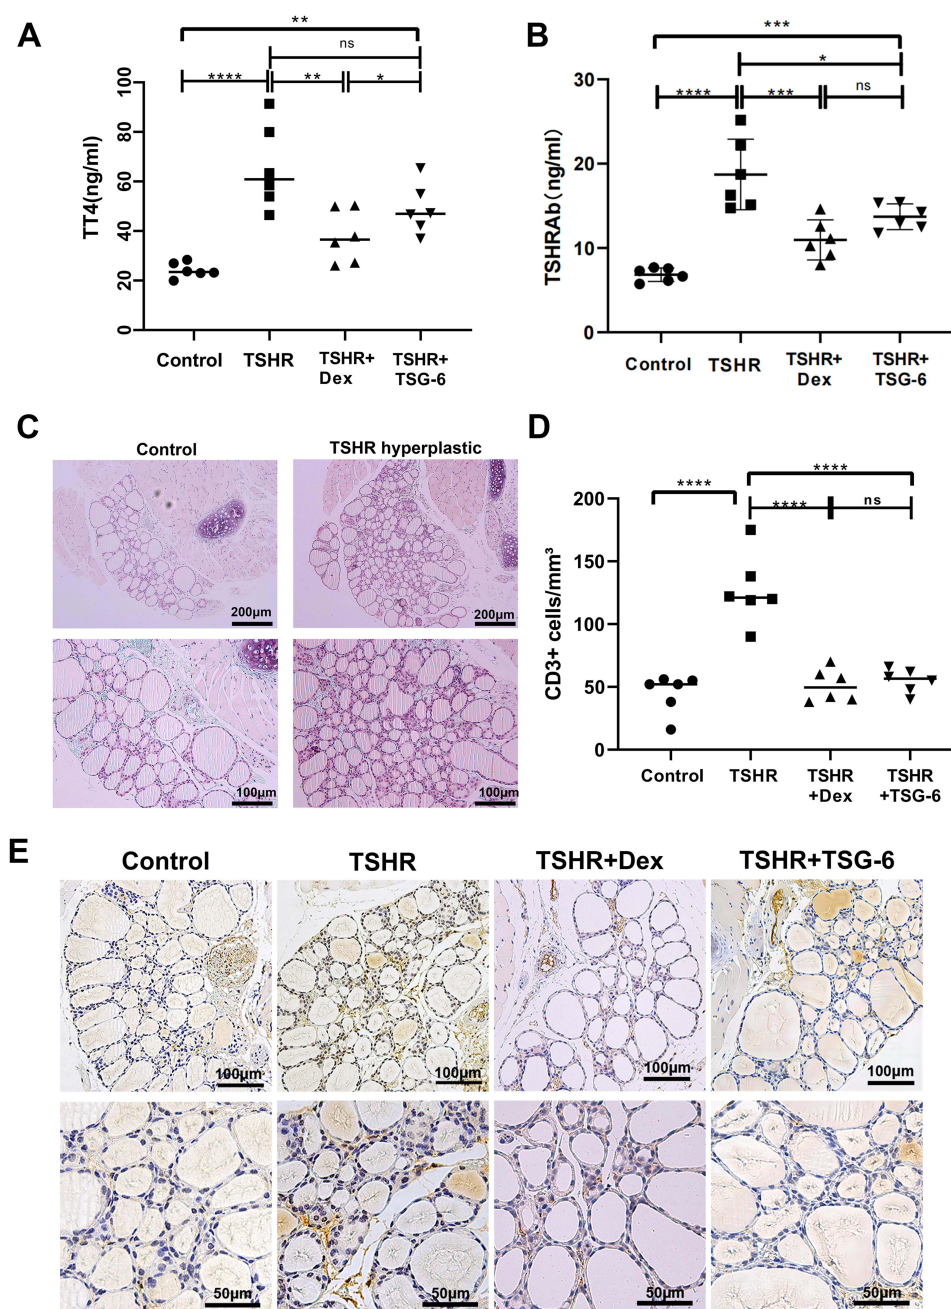 A
**
ns
****
**
*
TT4(ng/ml)
100
80
60
40
20
0
Control
TSHR
TSHR+
Dex
TSHR+
TSG-6
B
***
*
****
***
ns
TSHRAb(ng/ml)
30
20
10
0
Control
TSHR
TSHR+
Dex
TSHR+
TSG-6
C
Control
TSHR hyperplastic
200μm
200μm
100μm
100μm
D
****
****
****
ns
CD3+ cells/mm³
200
150
100
50
0
Control
TSHR
TSHR
+Dex
TSHR
+TSG-6
E
Control
TSHR
TSHR+Dex
TSHR+TSG-6
100μm
100μm
100μm
100μm
50μm
50μm
50μm
50μm